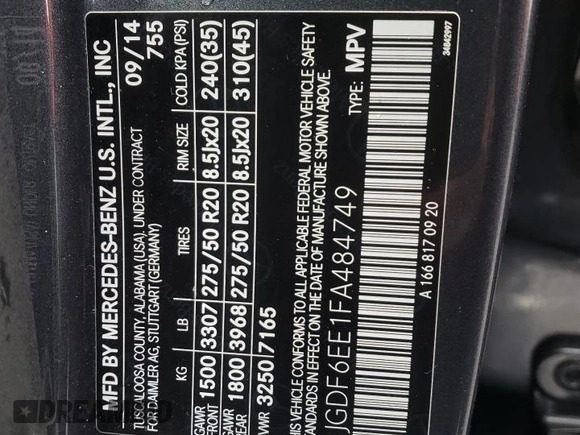 MFD BY MERCEDES-BENZ U.S. INTL., INC
TUSCALOOSA COUNTY, ALABAMA (USA), UNDER CONTRACT
FOR DAIMLER AG, STUTTGART (GERMANY)
09/14
755
KG LB TIRES RIM SIZE COLD KPA(PSI)
GAWR FRONT 1500 3307 275/50 R20 8.5Jx20 240(35)
GAWR REAR 1800 3968 275/50 R20 8.5Jx20 310(45)
VWR 3250 7165
THIS VEHICLE CONFORMS TO ALL APPLICABLE FEDERAL MOTOR VEHICLE SAFETY
STANDARDS IN EFFECT ON THE DATE OF MANUFACTURE SHOWN ABOVE.
JGDF6EE1FA484749
TYPE: MPV
A 166 817 09 20
34842997